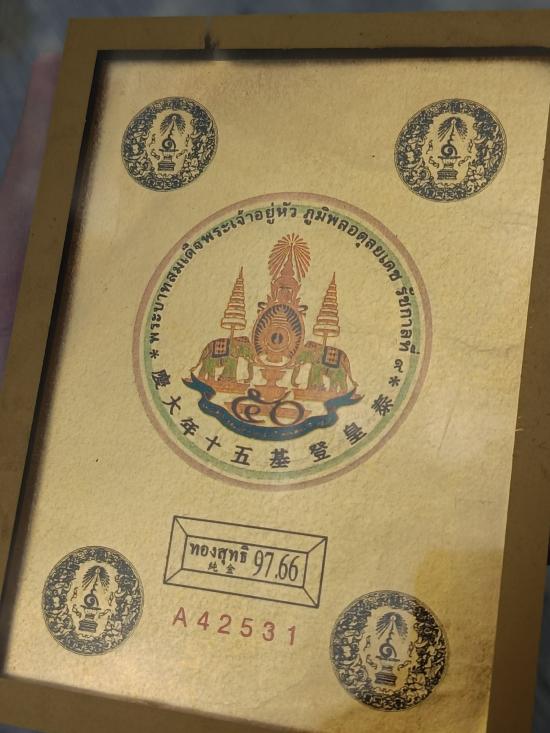 * พระบาทสมเด็จพระเจ้าอยู่หัว ภูมิพลอดุลยเดช รัชกาลที่ ๙ *
๕๐
慶大年十五基登皇泰
ทองสุทธิ
純金
97.66
A42531